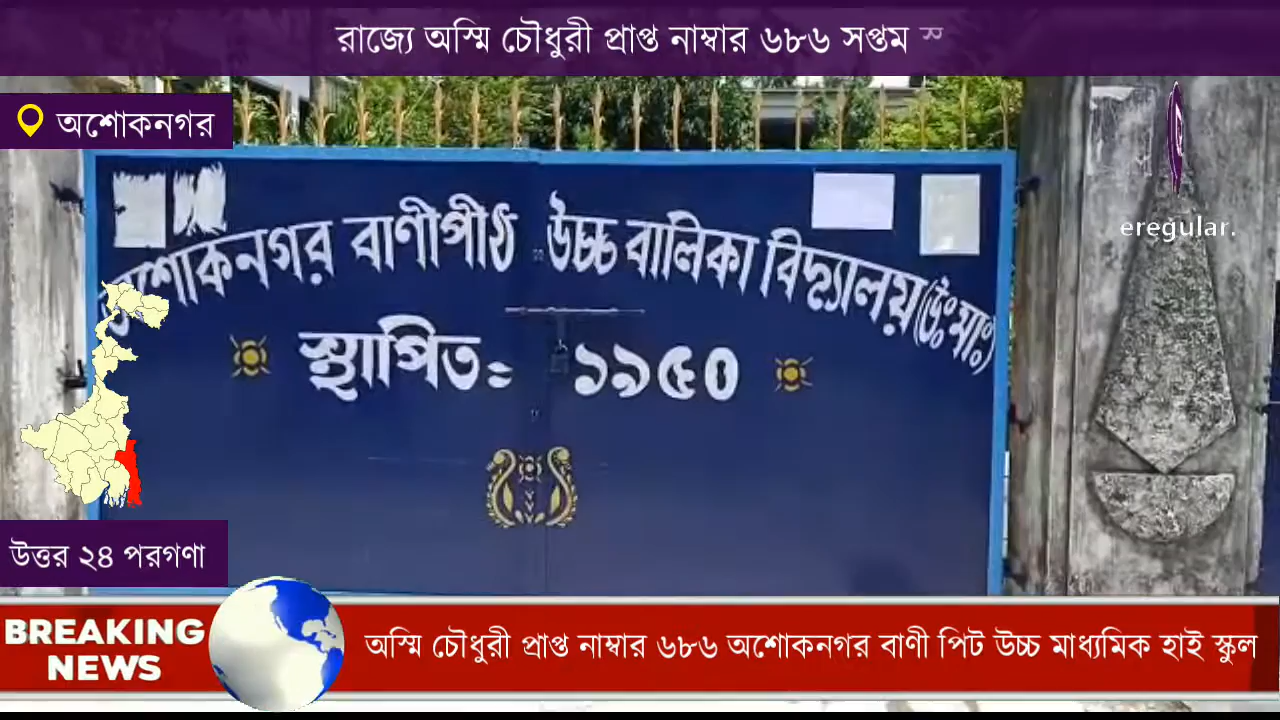 রাজ্যে অস্মি চৌধুরী প্রাপ্ত নাম্বার ৬৮৬ সপ্তম
অশোকনগর
eregular.
অশোকনগর বাণীপীঠ উচ্চ বালিকা বিদ্যালয়(উঃমাঃ)
স্থাপিত= ১৯৫০
উত্তর ২৪ পরগণা
BREAKING
NEWS
অস্মি চৌধুরী প্রাপ্ত নাম্বার ৬৮৬ অশোকনগর বাণী পিট উচ্চ মাধ্যমিক হাই স্কুল